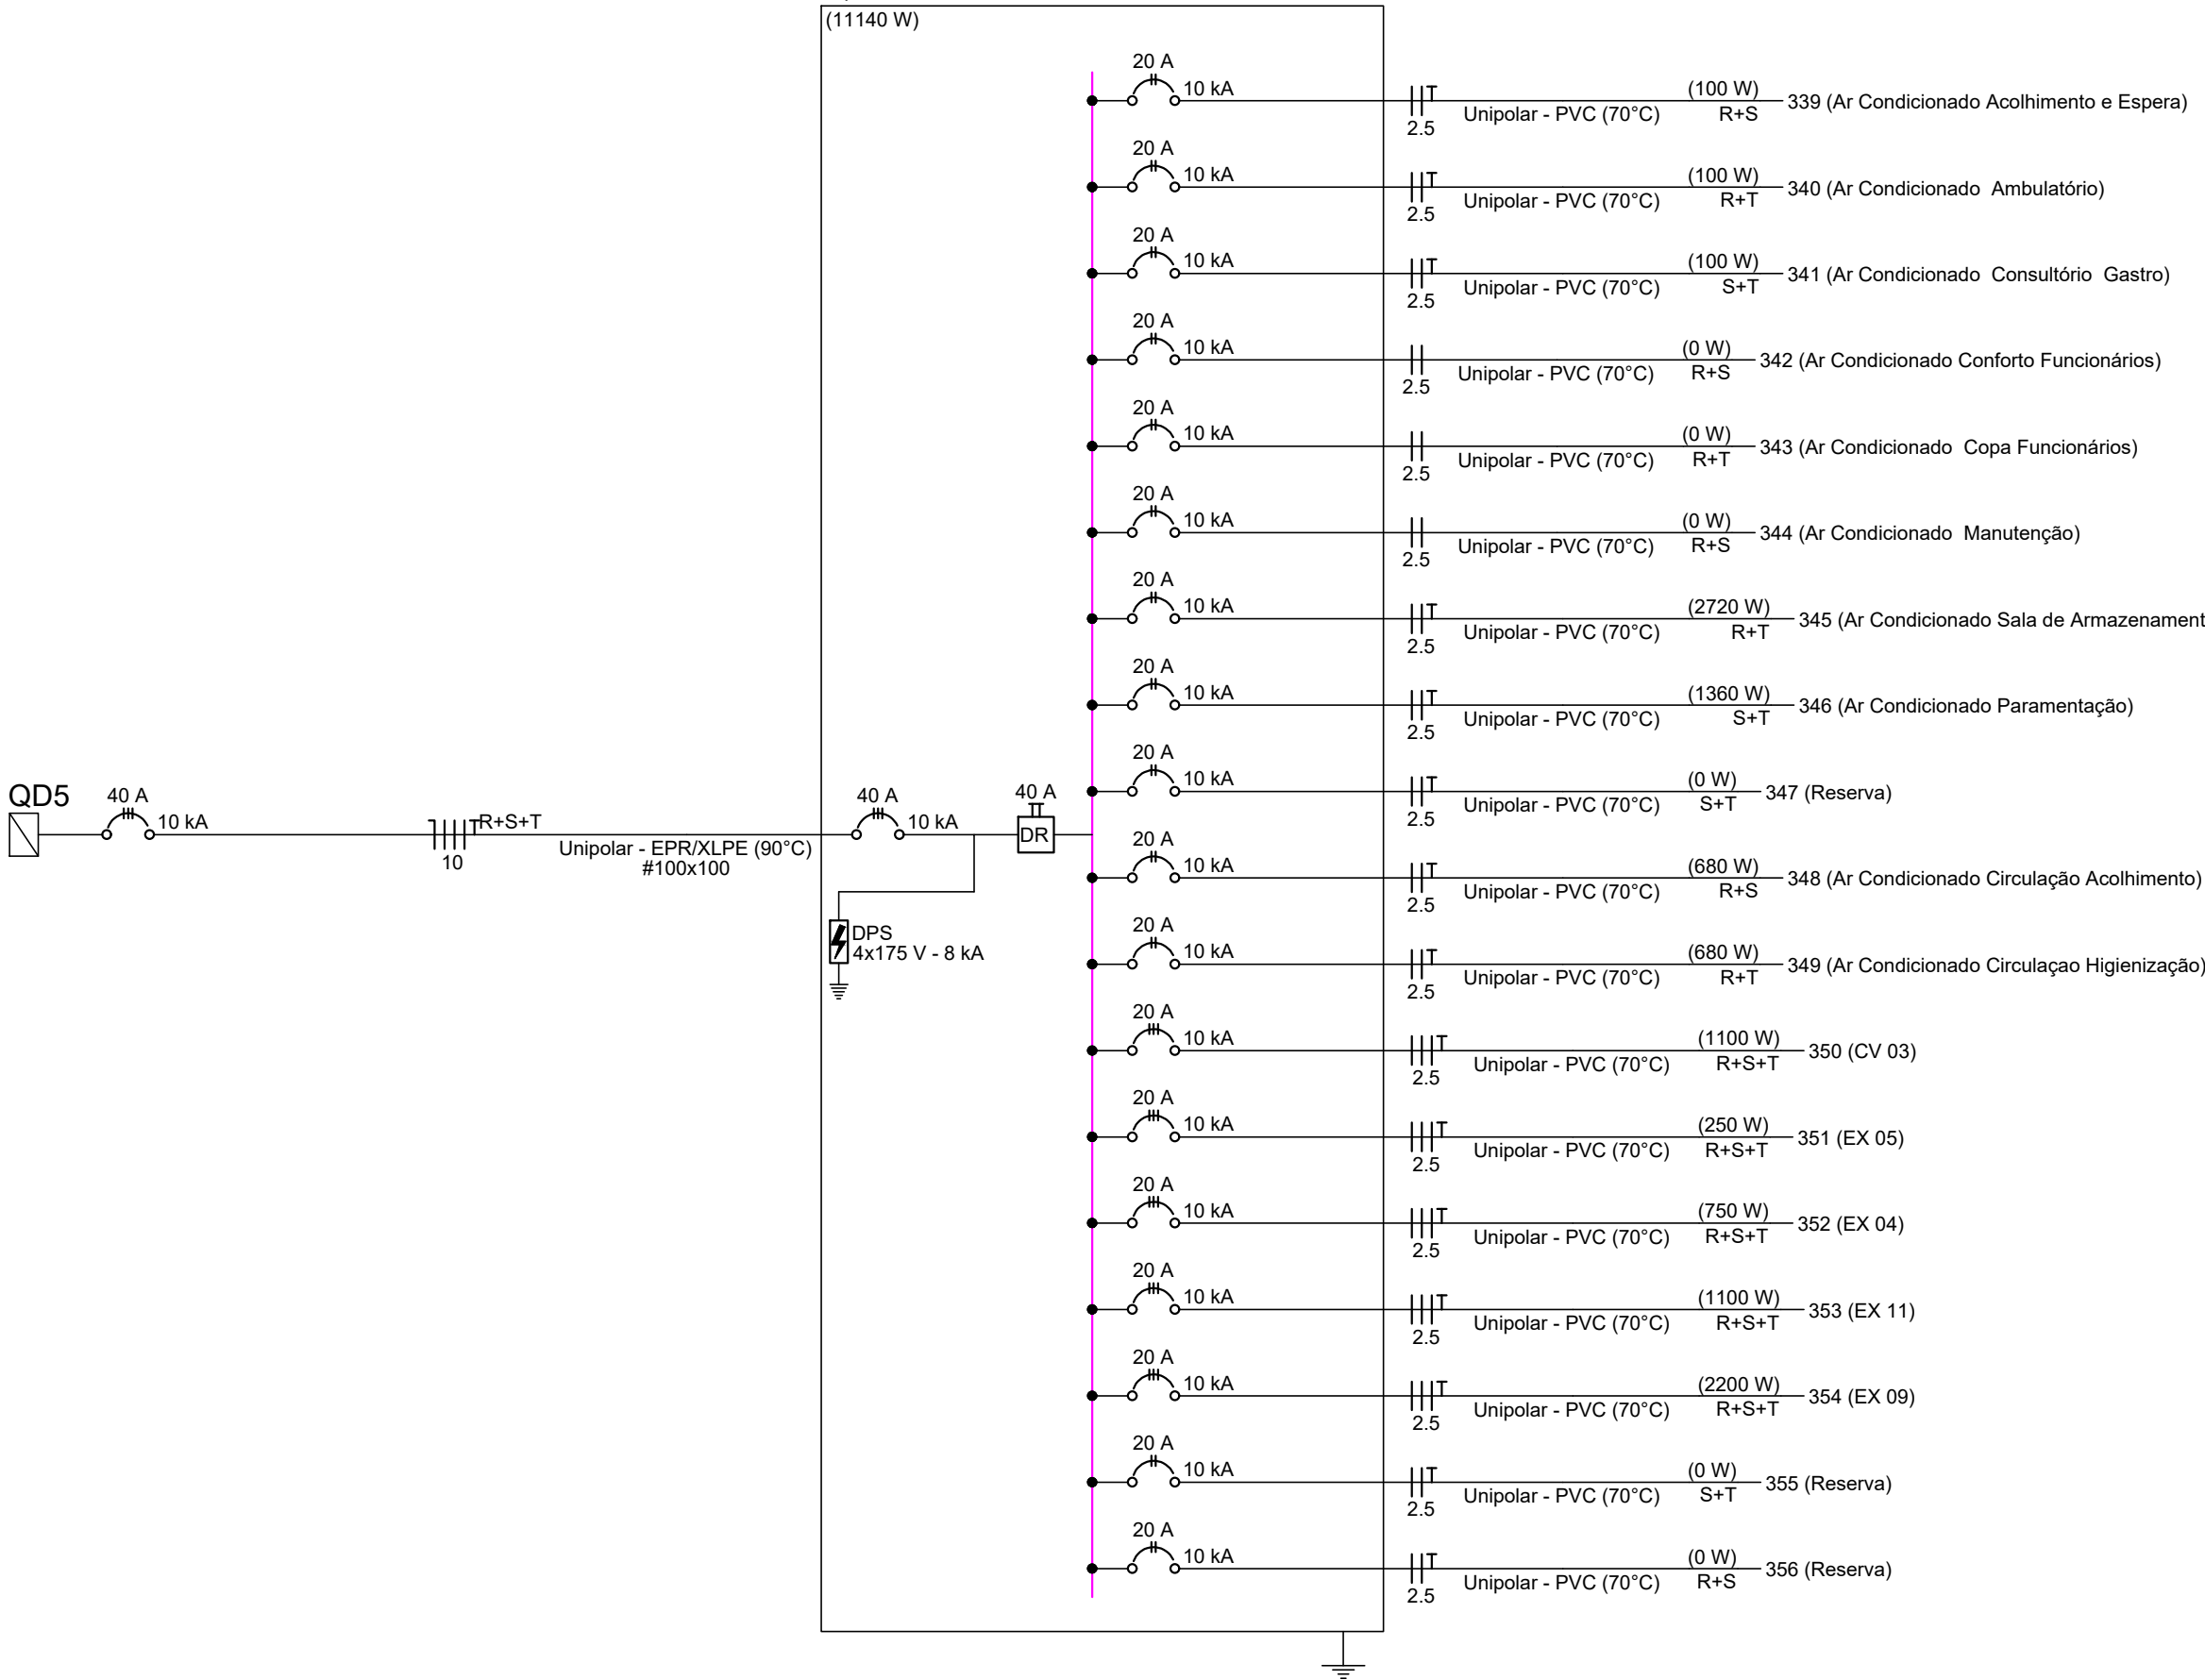 (11140 W)
20 A
10 kA
2.5
Unipolar - PVC (70°C)
(100 W)
R+S
339 (Ar Condicionado Acolhimento e Espera)
20 A
10 kA
2.5
Unipolar - PVC (70°C)
(100 W)
R+T
340 (Ar Condicionado  Ambulatório)
20 A
10 kA
2.5
Unipolar - PVC (70°C)
(100 W)
S+T
341 (Ar Condicionado  Consultório  Gastro)
20 A
10 kA
2.5
Unipolar - PVC (70°C)
(0 W)
R+S
342 (Ar Condicionado Conforto Funcionários)
20 A
10 kA
2.5
Unipolar - PVC (70°C)
(0 W)
R+T
343 (Ar Condicionado  Copa Funcionários)
20 A
10 kA
2.5
Unipolar - PVC (70°C)
(0 W)
R+S
344 (Ar Condicionado  Manutenção)
20 A
10 kA
2.5
Unipolar - PVC (70°C)
(2720 W)
R+T
345 (Ar Condicionado Sala de Armazenament
20 A
10 kA
2.5
Unipolar - PVC (70°C)
(1360 W)
S+T
346 (Ar Condicionado Paramentação)
20 A
10 kA
2.5
Unipolar - PVC (70°C)
(0 W)
S+T
347 (Reserva)
QD5
40 A
10 kA
R+S+T
10
Unipolar - EPR/XLPE (90°C)
#100x100
40 A
10 kA
40 A
DR
DPS
4x175 V - 8 kA
20 A
10 kA
2.5
Unipolar - PVC (70°C)
(680 W)
R+S
348 (Ar Condicionado Circulação Acolhimento)
20 A
10 kA
2.5
Unipolar - PVC (70°C)
(680 W)
R+T
349 (Ar Condicionado Circulaçao Higienização)
20 A
10 kA
2.5
Unipolar - PVC (70°C)
(1100 W)
R+S+T
350 (CV 03)
20 A
10 kA
2.5
Unipolar - PVC (70°C)
(250 W)
R+S+T
351 (EX 05)
20 A
10 kA
2.5
Unipolar - PVC (70°C)
(750 W)
R+S+T
352 (EX 04)
20 A
10 kA
2.5
Unipolar - PVC (70°C)
(1100 W)
R+S+T
353 (EX 11)
20 A
10 kA
2.5
Unipolar - PVC (70°C)
(2200 W)
R+S+T
354 (EX 09)
20 A
10 kA
2.5
Unipolar - PVC (70°C)
(0 W)
S+T
355 (Reserva)
20 A
10 kA
2.5
Unipolar - PVC (70°C)
(0 W)
R+S
356 (Reserva)